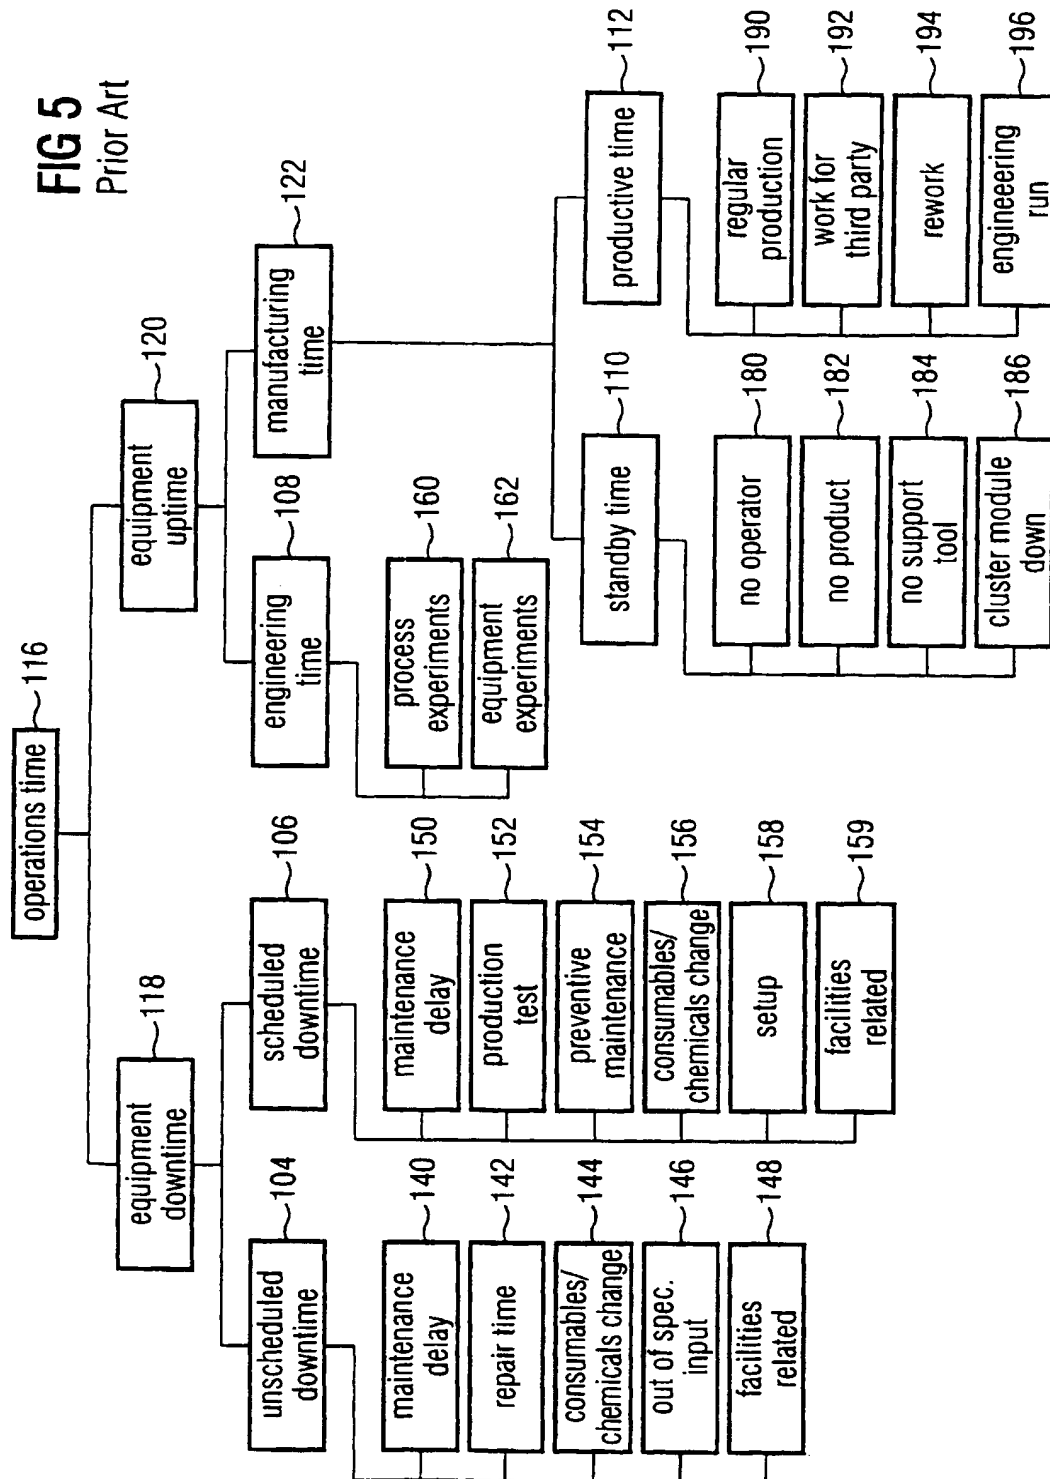 FIG 5
Prior Art
operations time
116
equipment
downtime
118
equipment
uptime
120
unscheduled
downtime
104
scheduled
downtime
106
engineering
time
108
manufacturing
time
122
maintenance
delay
140
repair time
142
consumables/
chemicals change
144
out of spec.
input
146
facilities
related
148
maintenance
delay
150
production
test
152
preventive
maintenance
154
consumables/
chemicals change
156
setup
158
facilities
related
159
process
experiments
160
equipment
experiments
162
standby time
110
productive time
112
no operator
180
no product
182
no support
tool
184
cluster module
down
186
regular
production
190
work for
third party
192
rework
194
engineering
run
196